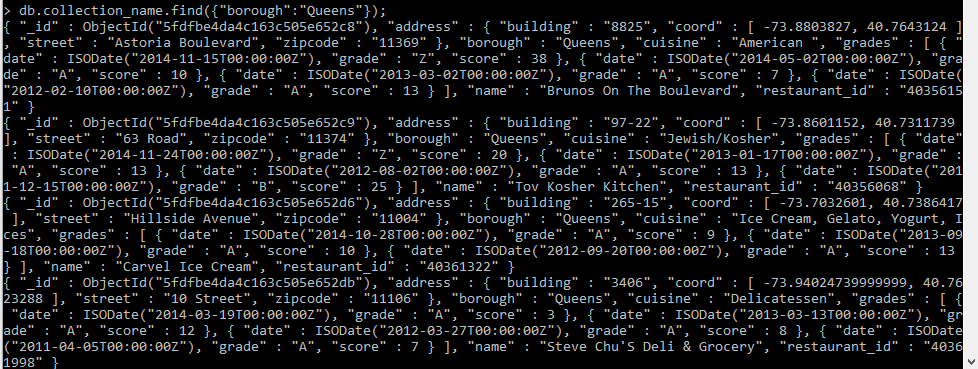 > db.collection_name.find({"borough":"Queens"});
{ "_id" : ObjectId("5fdfbe4da4c163c505e652c8"), "address" : { "building" : "8825", "coord" : [ -73.8803827, 40.7643124 ]
, "street" : "Astoria Boulevard", "zipcode" : "11369" }, "borough" : "Queens", "cuisine" : "American ", "grades" : [ { "
date" : ISODate("2014-11-15T00:00:00Z"), "grade" : "Z", "score" : 38 }, { "date" : ISODate("2014-05-02T00:00:00Z"), "gra
de" : "A", "score" : 10 }, { "date" : ISODate("2013-03-02T00:00:00Z"), "grade" : "A", "score" : 7 }, { "date" : ISODate(
"2012-02-10T00:00:00Z"), "grade" : "A", "score" : 13 } ], "name" : "Brunos On The Boulevard", "restaurant_id" : "4035615
1" }
{ "_id" : ObjectId("5fdfbe4da4c163c505e652c9"), "address" : { "building" : "97-22", "coord" : [ -73.8601152, 40.7311739
], "street" : "63 Road", "zipcode" : "11374" }, "borough" : "Queens", "cuisine" : "Jewish/Kosher", "grades" : [ { "date"
 : ISODate("2014-11-24T00:00:00Z"), "grade" : "Z", "score" : 20 }, { "date" : ISODate("2013-01-17T00:00:00Z"), "grade" :
"A", "score" : 13 }, { "date" : ISODate("2012-08-02T00:00:00Z"), "grade" : "A", "score" : 13 }, { "date" : ISODate("201
1-12-15T00:00:00Z"), "grade" : "B", "score" : 25 } ], "name" : "Tov Kosher Kitchen", "restaurant_id" : "40356068" }
{ "_id" : ObjectId("5fdfbe4da4c163c505e652d6"), "address" : { "building" : "265-15", "coord" : [ -73.7032601, 40.7386417
 ], "street" : "Hillside Avenue", "zipcode" : "11004" }, "borough" : "Queens", "cuisine" : "Ice Cream, Gelato, Yogurt, I
ces", "grades" : [ { "date" : ISODate("2014-10-28T00:00:00Z"), "grade" : "A", "score" : 9 }, { "date" : ISODate("2013-09
-18T00:00:00Z"), "grade" : "A", "score" : 10 }, { "date" : ISODate("2012-09-20T00:00:00Z"), "grade" : "A", "score" : 13
} ], "name" : "Carvel Ice Cream", "restaurant_id" : "40361322" }
{ "_id" : ObjectId("5fdfbe4da4c163c505e652db"), "address" : { "building" : "3406", "coord" : [ -73.94024739999999, 40.76
23288 ], "street" : "10 Street", "zipcode" : "11106" }, "borough" : "Queens", "cuisine" : "Delicatessen", "grades" : [ {
 "date" : ISODate("2014-03-19T00:00:00Z"), "grade" : "A", "score" : 3 }, { "date" : ISODate("2013-03-13T00:00:00Z"), "gr
ade" : "A", "score" : 12 }, { "date" : ISODate("2012-03-27T00:00:00Z"), "grade" : "A", "score" : 8 }, { "date" : ISODate
("2011-04-05T00:00:00Z"), "grade" : "A", "score" : 7 } ], "name" : "Steve Chu'S Deli & Grocery", "restaurant_id" : "4036
1998" }